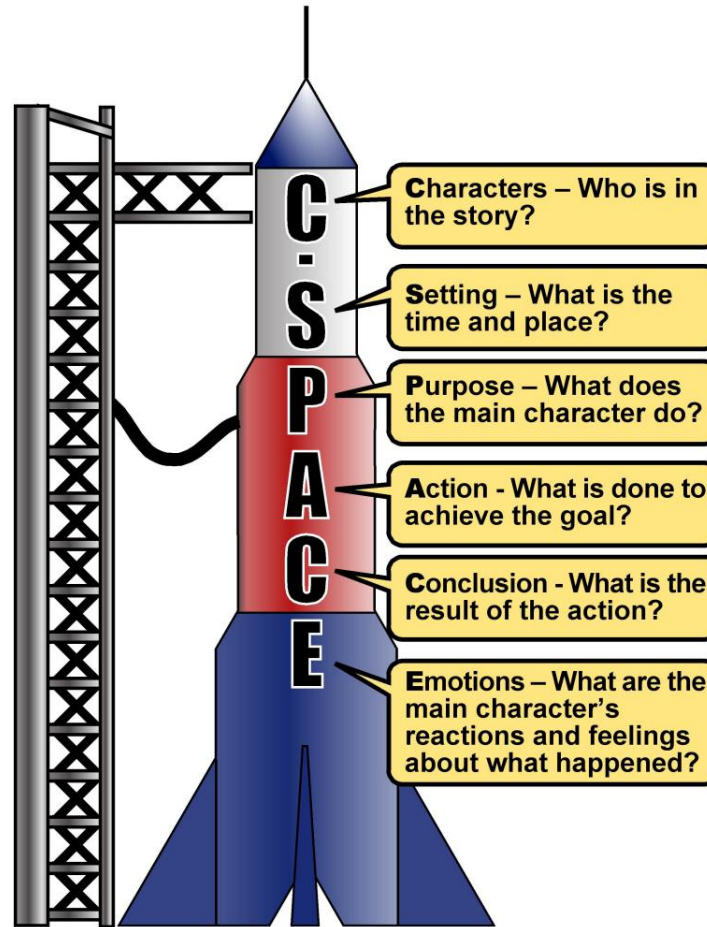 C-SPACE
Characters – Who is in
the story?
Setting – What is the
time and place?
Purpose – What does
the main character do?
Action - What is done to
achieve the goal?
Conclusion - What is the
result of the action?
Emotions – What are the
main character's
reactions and feelings
about what happened?